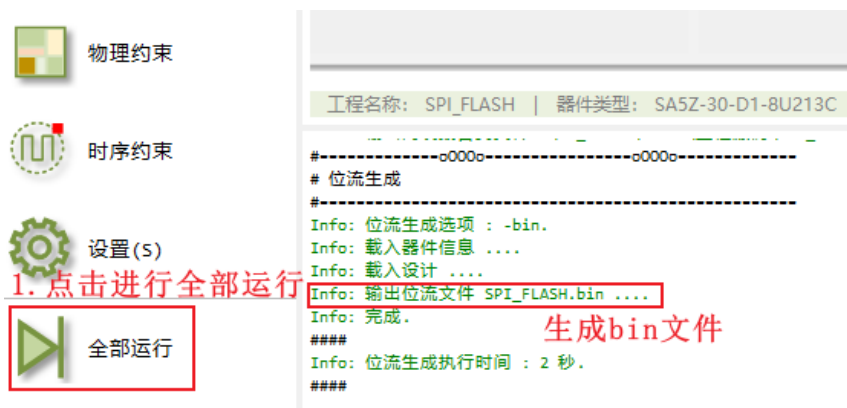 物理约束
时序约束
设置(S)
1. 点击进行全部运行
全部运行
工程名称: SPI_FLASH | 器件类型: SA5Z-30-D1-8U213C
#-------------oOOOo----------------oOOOo-------------
# 位流生成
#----------------------------------------------------
Info: 位流生成选项 : -bin.
Info: 载入器件信息 ....
Info: 载入设计 ....
Info: 输出位流文件 SPI_FLASH.bin ....
Info: 完成.
生成bin文件
####
Info: 位流生成执行时间 : 2 秒.
####